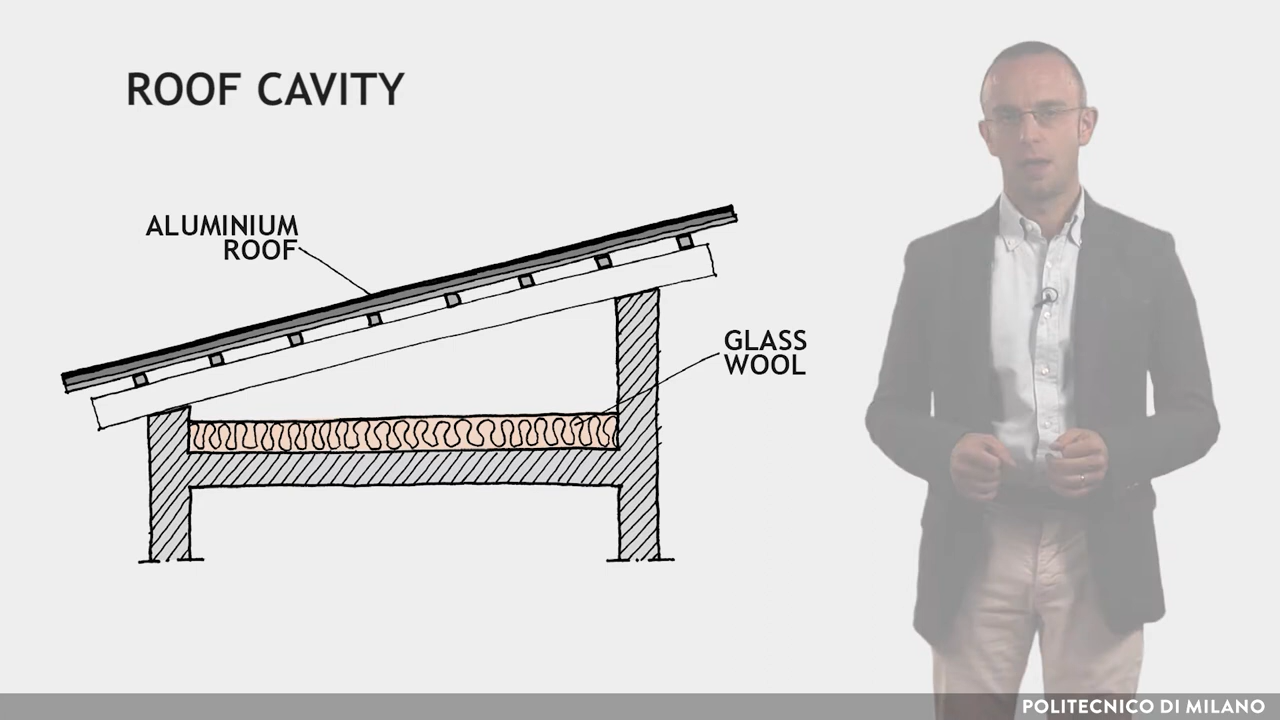 ROOF CAVITY
ALUMINIUM
ROOF
GLASS
WOOL
POLITECNICO DI MILANO